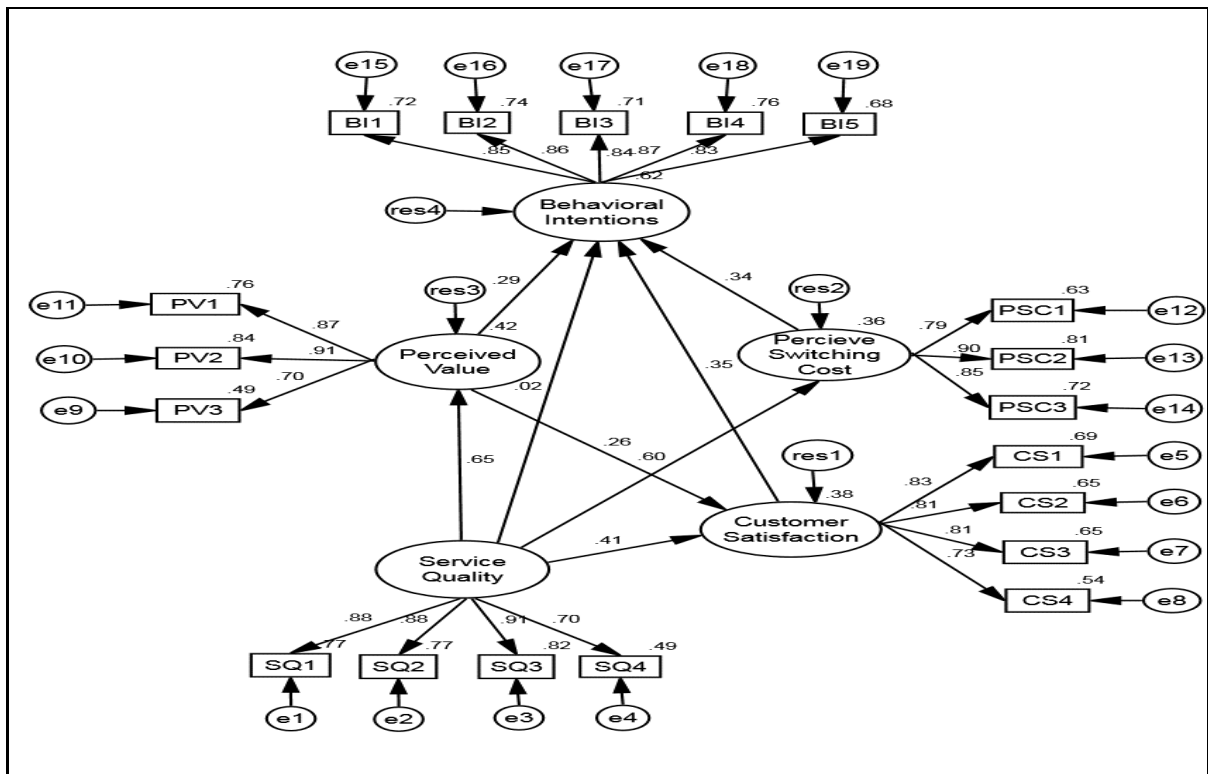 e15 e16 e17 e18 e19
.72 .74 .71 .76 .68
BI1 BI2 BI3 BI4 BI5
.85 .86 .84 .87 .83
.62
Behavioral
Intentions
res4
.29 .34
res3 res2
e11 PV1 .76
.87
e10 PV2 .84
.91
e9 PV3 .49
.70
.42
Perceived
Value
.36
Percieve
Switching
Cost
.79 PSC1 .63 e12
.90 PSC2 .81 e13
.85 PSC3 .72 e14
.02 .35
.65 .26 .60
res1
.38
Customer
Satisfaction
.83 CS1 .69 e5
.81 CS2 .65 e6
.81 CS3 .65 e7
.73 CS4 .54 e8
.41
Service
Quality
.88 .88 .91 .70
.77 .77 .82 .49
SQ1 SQ2 SQ3 SQ4
e1 e2 e3 e4